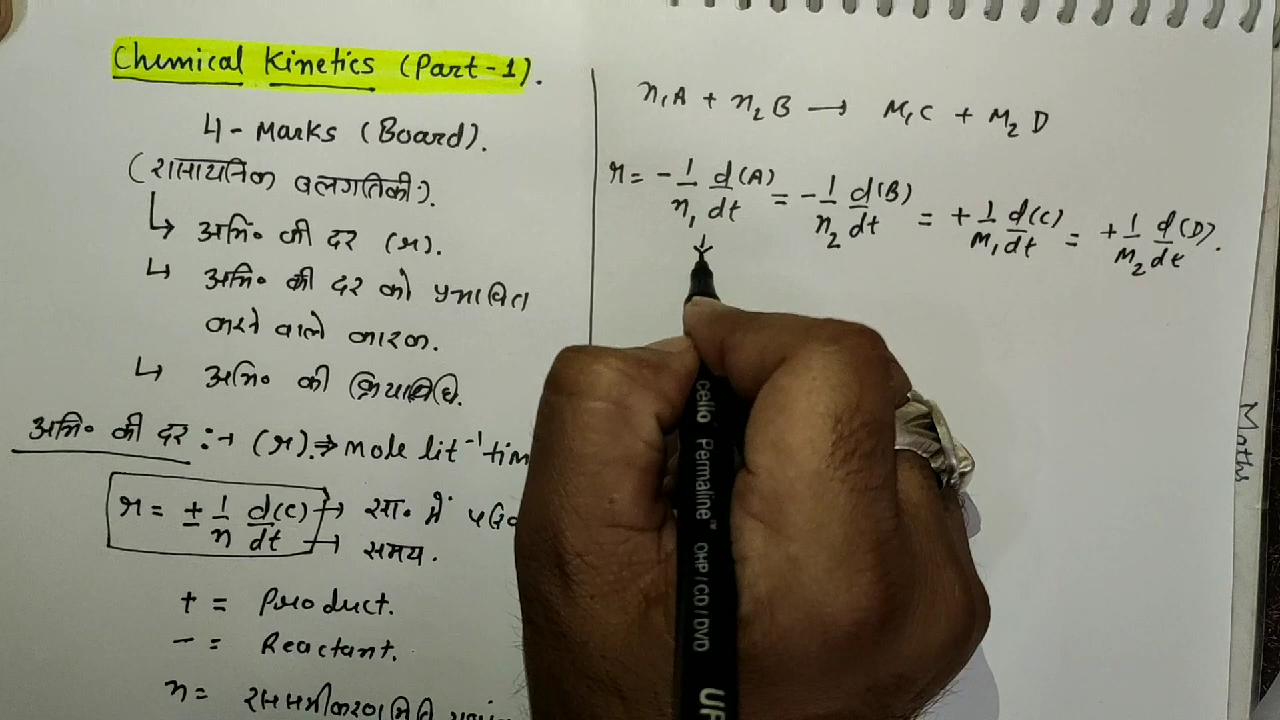 Chemical Kinetics (Part-1).
4-Marks (Board).
(रासायनिक बलगतिकी).
↳ अभि० की दर (r).
↳ अभि० की दर को प्रभावित
करने वाले कारक.
↳ अभि० की क्रियाविधि.
अभि० की दर :→ (r).⇒ mole lit⁻¹ tim
r = ± 1/n d(C)/dt → सा० में
→ समय.
+ = Product.
- = Reactant.
n =
n₁A + n₂B → M₁C + M₂D
r = -1/n₁ d(A)/dt = -1/n₂ d(B)/dt = +1/M₁ d(C)/dt = +1/M₂ d(D)/dt.
↓
Maths
cello Permaline™ OHP/CD/DVD